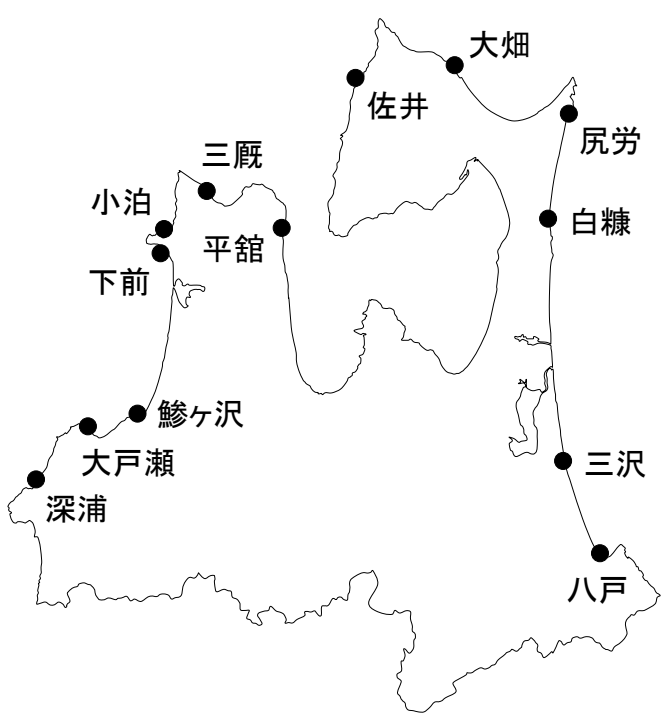 大畑
佐井
尻労
三厩
小泊
白糠
平舘
下前
鰺ヶ沢
大戸瀬
三沢
深浦
八戸